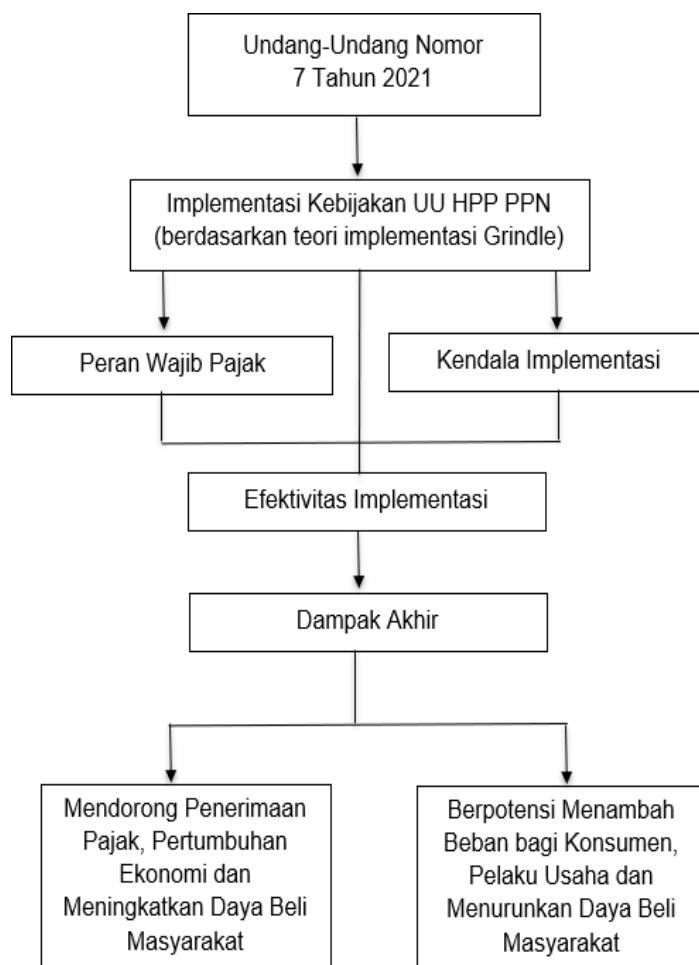 Undang-Undang Nomor
7 Tahun 2021
Implementasi Kebijakan UU HPP PPN
(berdasarkan teori implementasi Grindle)
Peran Wajib Pajak
Kendala Implementasi
Efektivitas Implementasi
Dampak Akhir
Mendorong Penerimaan
Pajak, Pertumbuhan
Ekonomi dan
Meningkatkan Daya Beli
Masyarakat
Berpotensi Menambah
Beban bagi Konsumen,
Pelaku Usaha dan
Menurunkan Daya Beli
Masyarakat